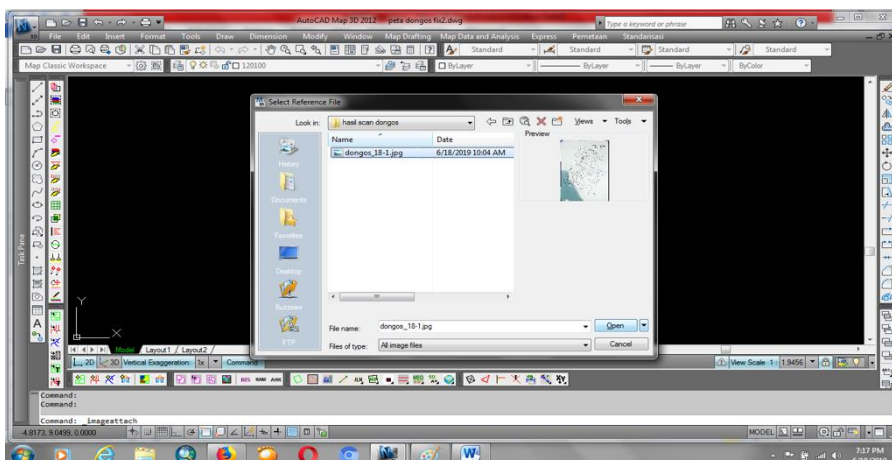 AutoCAD Map 3D 2012 peta dongos fix2.dwg Type a keyword or phrase
File Edit Insert Format Tools Draw Dimension Modify Window Map Drafting Map Data and Analysis Express Pemetaan Standarisasi
Standard Standard Standard Standard
Map Classic Workspace 120100 ByLayer ByLayer ByLayer ByColor
Select Reference File
Look in: hasil scan dongos Views Tools
Name Date Preview
dongos_18-1.jpg 6/18/2019 10:04 AM
History
Documents
Favorites
Desktop
Buzzsaw
FTP
File name: dongos_18-1.jpg Open
Files of type: All image files Cancel
Task Pane
Y
X
Model Layout1 Layout2
2D 3D Vertical Exaggeration: 1x Command
View Scale 1 : 1.9456
Command:
Command:
Command: _imageattach
-4.8173, 9.0499, 0.0000 MODEL
7:17 PM